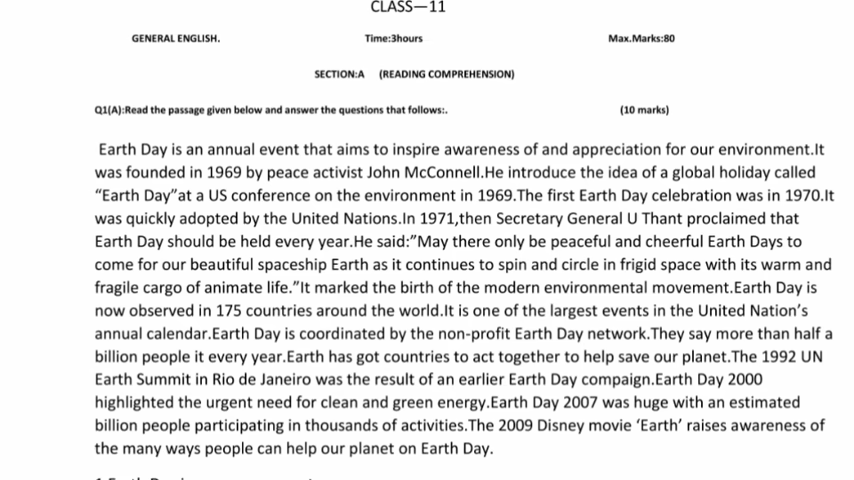 CLASS—11
GENERAL ENGLISH. Time:3hours Max.Marks:80
SECTION:A (READING COMPREHENSION)
Q1(A):Read the passage given below and answer the questions that follows:. (10 marks)
Earth Day is an annual event that aims to inspire awareness of and appreciation for our environment.It
was founded in 1969 by peace activist John McConnell.He introduce the idea of a global holiday called
“Earth Day”at a US conference on the environment in 1969.The first Earth Day celebration was in 1970.It
was quickly adopted by the United Nations.In 1971,then Secretary General U Thant proclaimed that
Earth Day should be held every year.He said:”May there only be peaceful and cheerful Earth Days to
come for our beautiful spaceship Earth as it continues to spin and circle in frigid space with its warm and
fragile cargo of animate life.”It marked the birth of the modern environmental movement.Earth Day is
now observed in 175 countries around the world.It is one of the largest events in the United Nation’s
annual calendar.Earth Day is coordinated by the non-profit Earth Day network.They say more than half a
billion people it every year.Earth has got countries to act together to help save our planet.The 1992 UN
Earth Summit in Rio de Janeiro was the result of an earlier Earth Day compaign.Earth Day 2000
highlighted the urgent need for clean and green energy.Earth Day 2007 was huge with an estimated
billion people participating in thousands of activities.The 2009 Disney movie ‘Earth’ raises awareness of
the many ways people can help our planet on Earth Day.